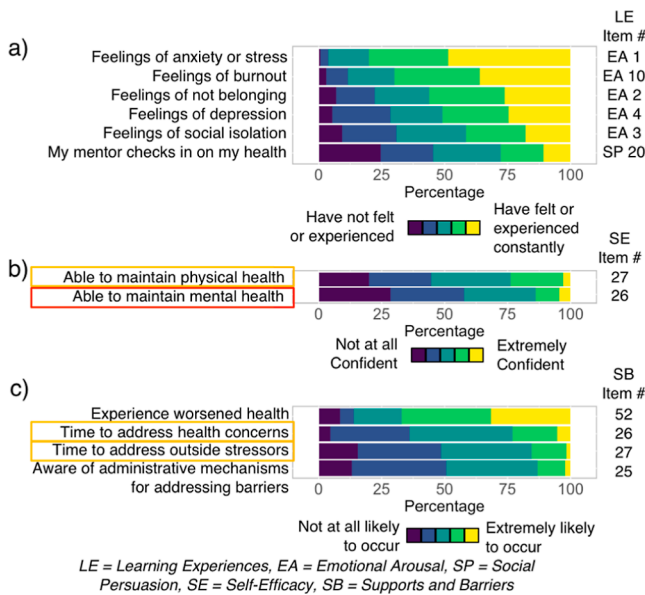 LE
Item #
a)
Feelings of anxiety or stress EA 1
Feelings of burnout EA 10
Feelings of not belonging EA 2
Feelings of depression EA 4
Feelings of social isolation EA 3
My mentor checks in on my health SP 20
0 25 50 75 100
Percentage
Have not felt or experienced
Have felt or experienced constantly
SE
Item #
b)
Able to maintain physical health 27
Able to maintain mental health 26
0 25 50 75 100
Percentage
Not at all Confident
Extremely Confident
SB
Item #
c)
Experience worsened health 52
Time to address health concerns 26
Time to address outside stressors 27
Aware of administrative mechanisms 25
for addressing barriers
0 25 50 75 100
Percentage
Not at all likely to occur
Extremely likely to occur
LE = Learning Experiences, EA = Emotional Arousal, SP = Social
Persuasion, SE = Self-Efficacy, SB = Supports and Barriers